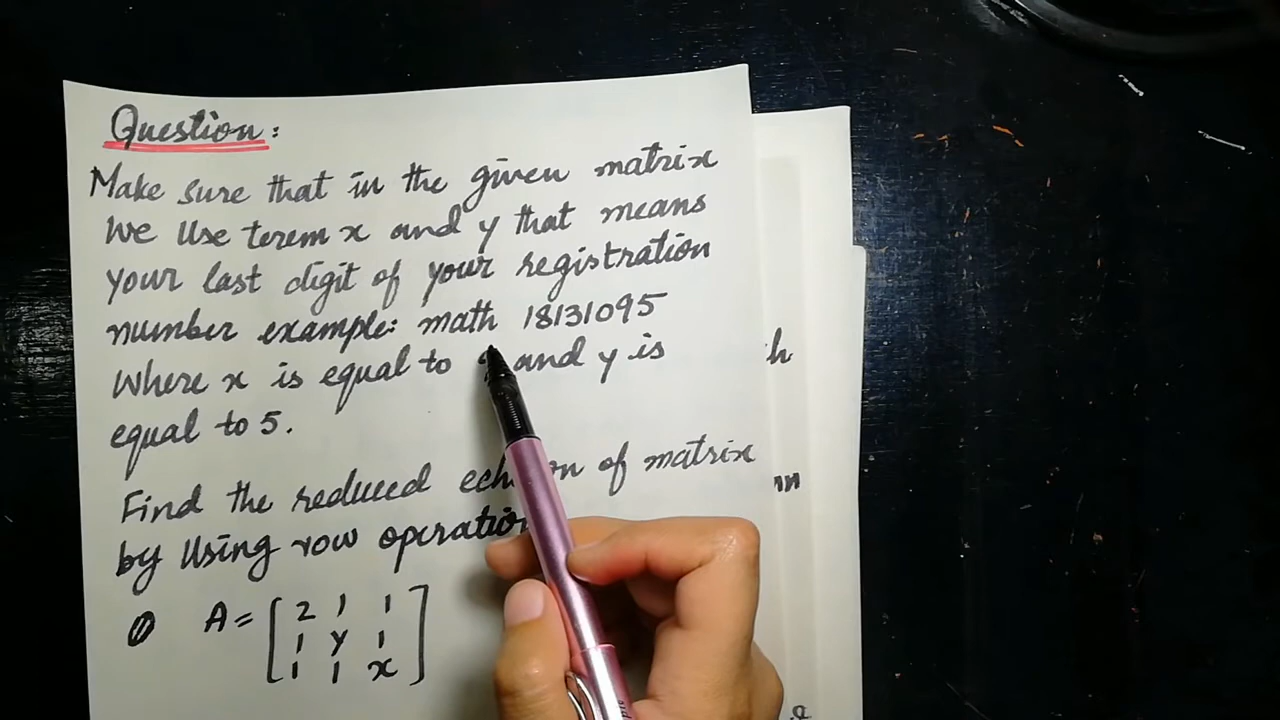 Question:
Make sure that in the given matrix
We Use terem x and y that means
your last digit of your registration
number example: math 18131095
Where x is equal to and y is
equal to 5.
Find the reduced of matrix
by Using row
A = [ 2 1 1
1 y 1
1 1 x ]